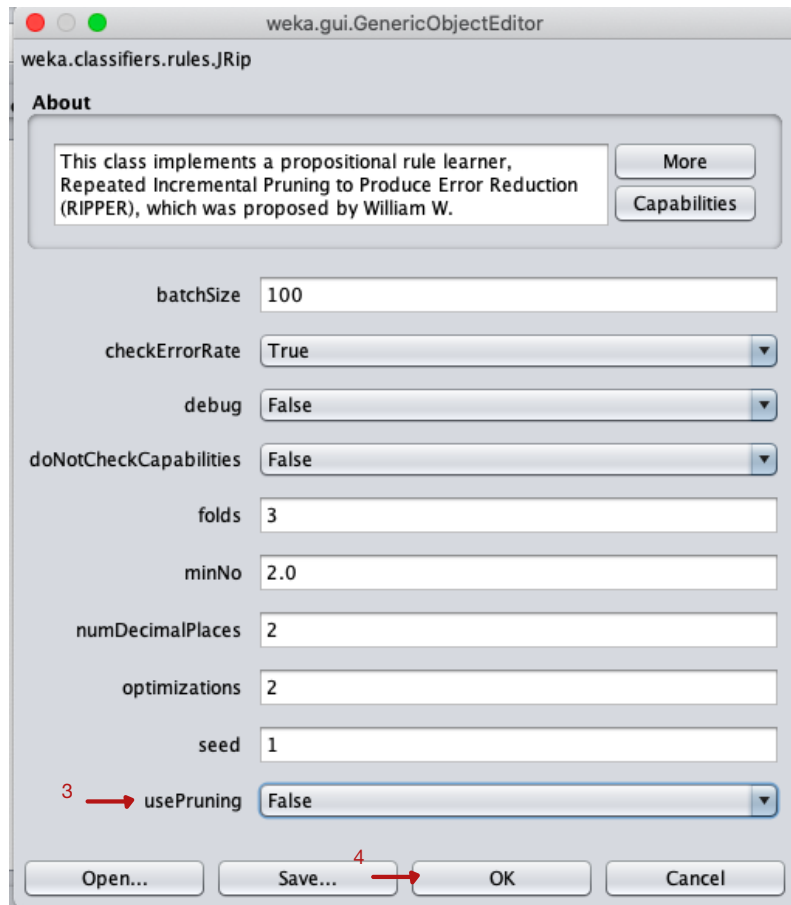 weka.gui.GenericObjectEditor
weka.classifiers.rules.JRip
About
This class implements a propositional rule learner,
Repeated Incremental Pruning to Produce Error Reduction
(RIPPER), which was proposed by William W.
More
Capabilities
batchSize 100
checkErrorRate True
debug False
doNotCheckCapabilities False
folds 3
minNo 2.0
numDecimalPlaces 2
optimizations 2
seed 1
3 usePruning False
4
Open... Save... OK Cancel